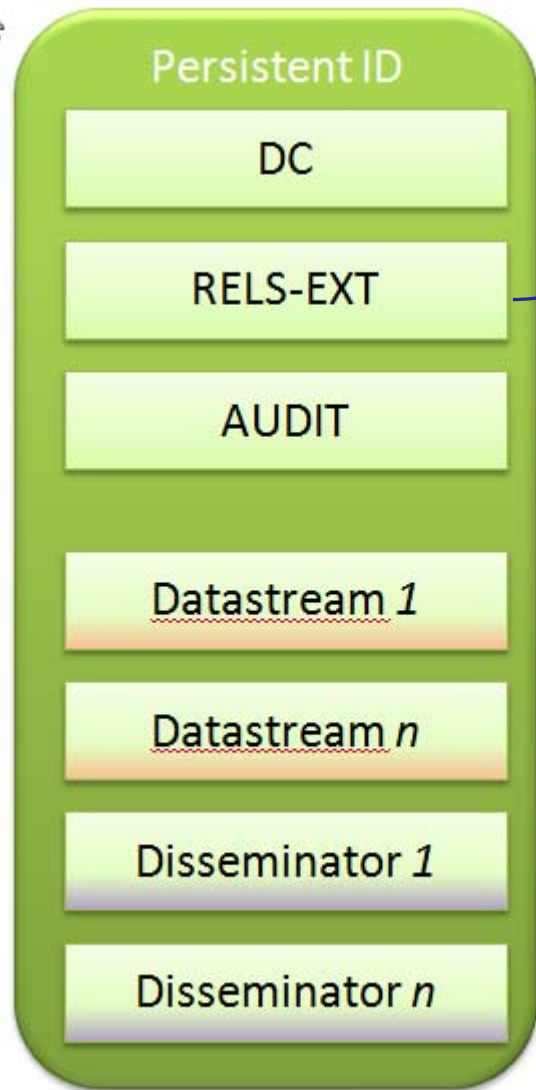 Persistent ID
DC
RELS-EXT
AUDIT
Datastream 1
Datastream n
Disseminator 1
Disseminator n